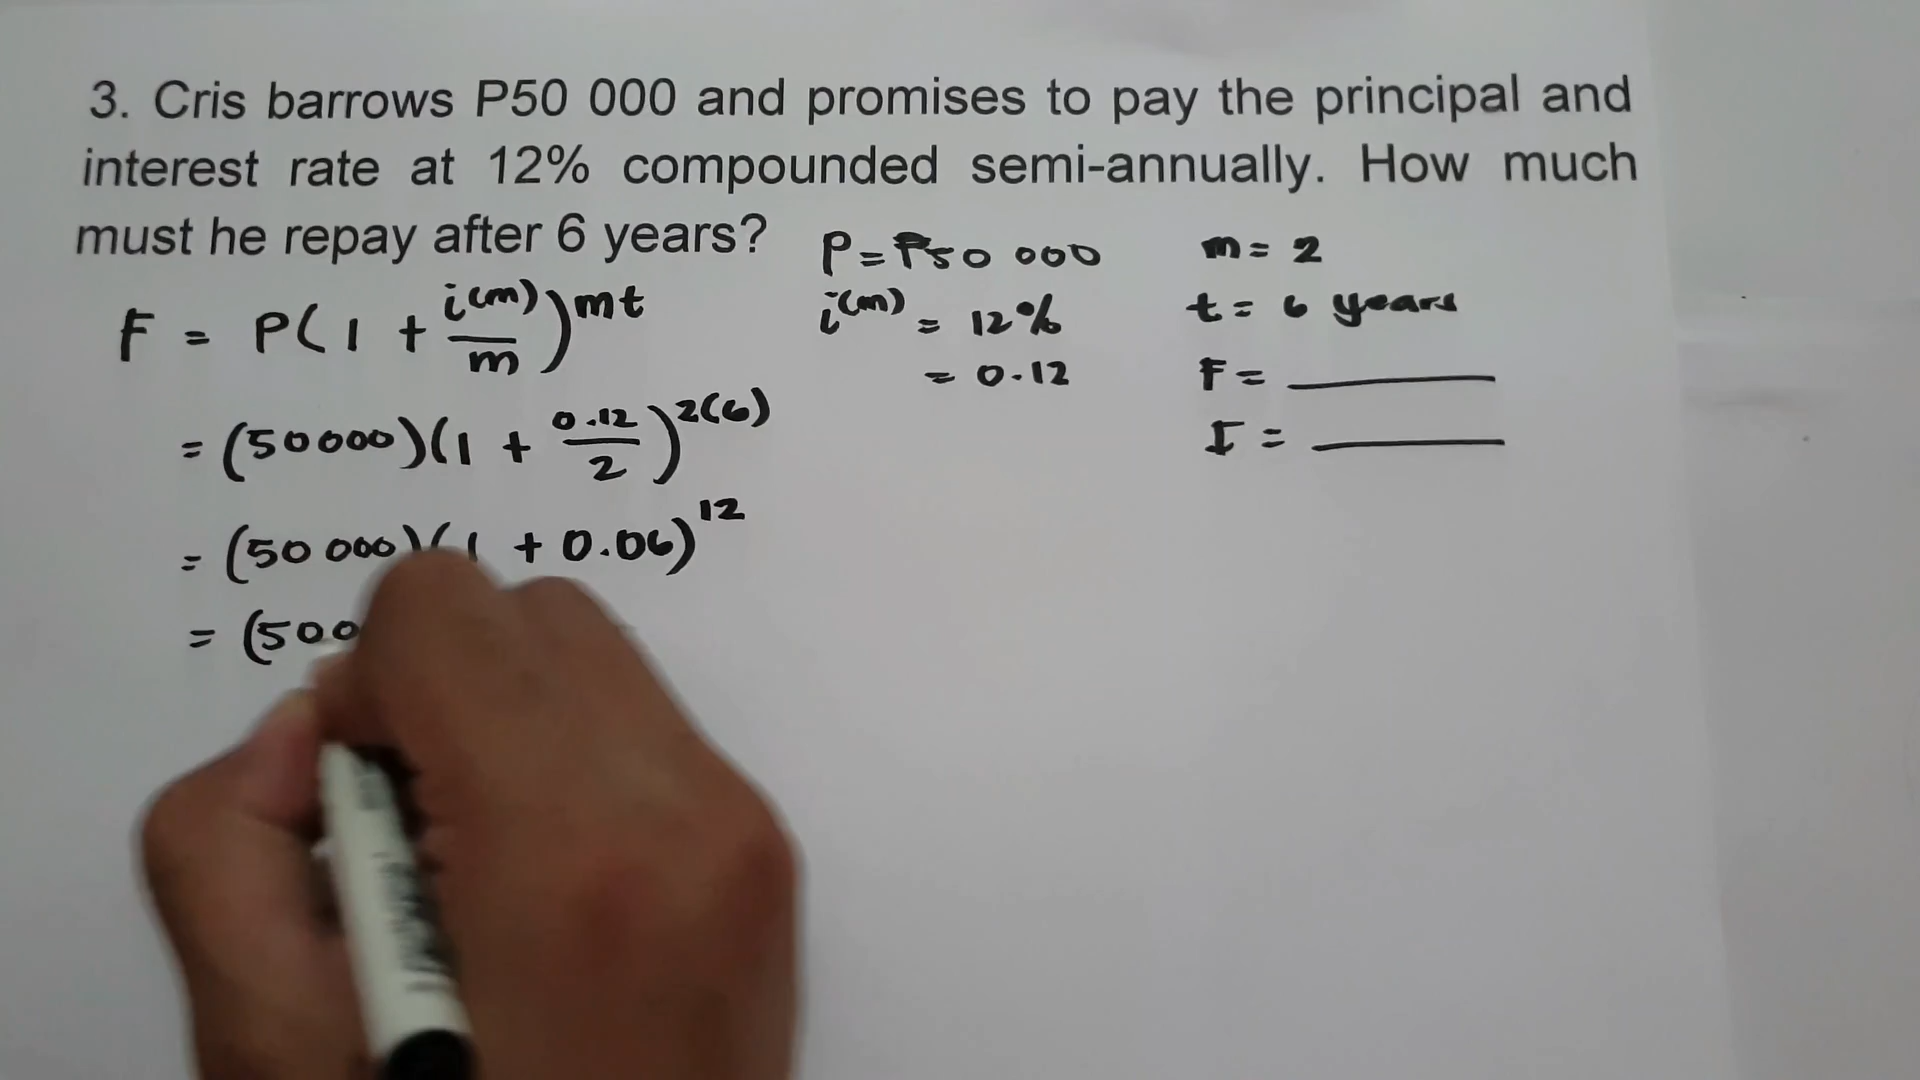 3. Cris barrows P50 000 and promises to pay the principal and
interest rate at 12% compounded semi-annually. How much
must he repay after 6 years?
P = ₱50 000
i^(m) = 12%
= 0.12
m = 2
t = 6 years
F = ________
I = ________
F = P(1 + i^(m)/m)^mt
= (50000)(1 + 0.12/2)^2(6)
= (50 000)(1 + 0.06)^12
= (500